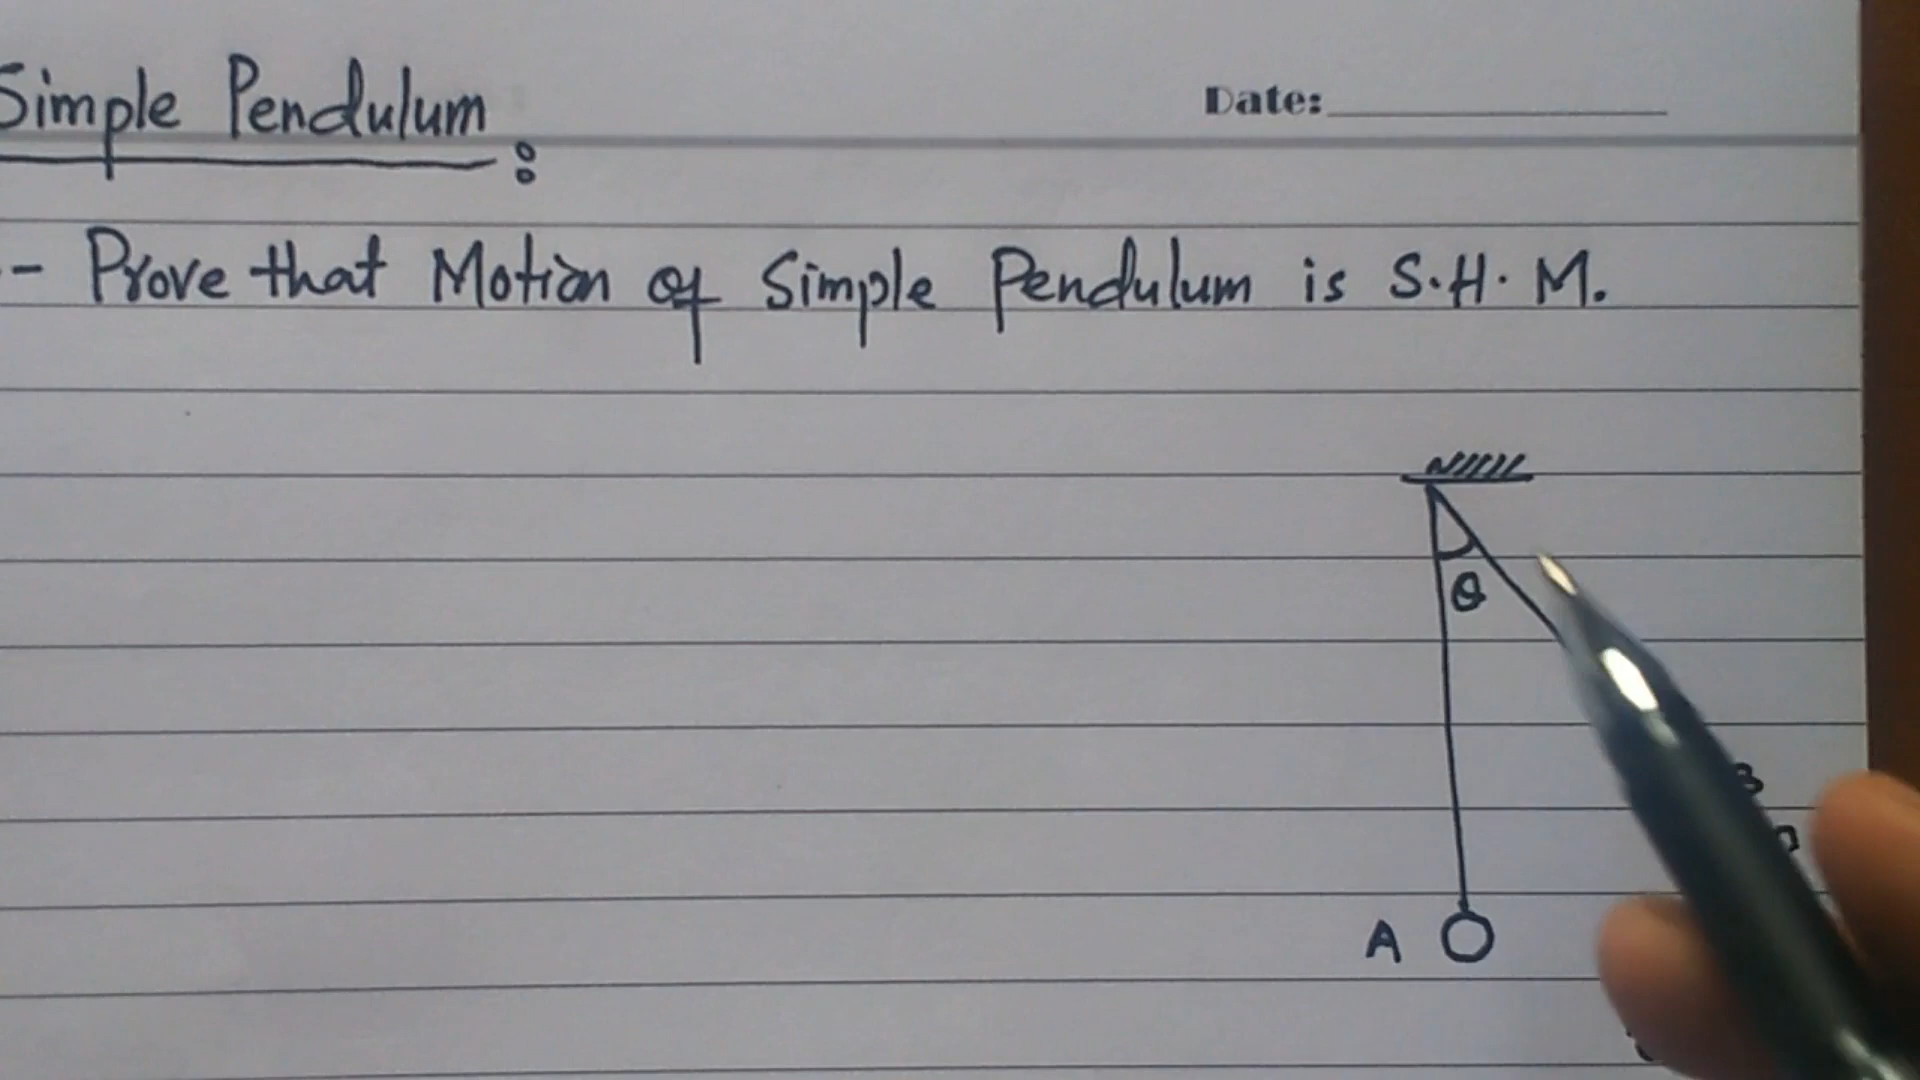 Simple Pendulum :
Date:
- Prove that Motion of Simple Pendulum is S.H.M.
θ
B
A